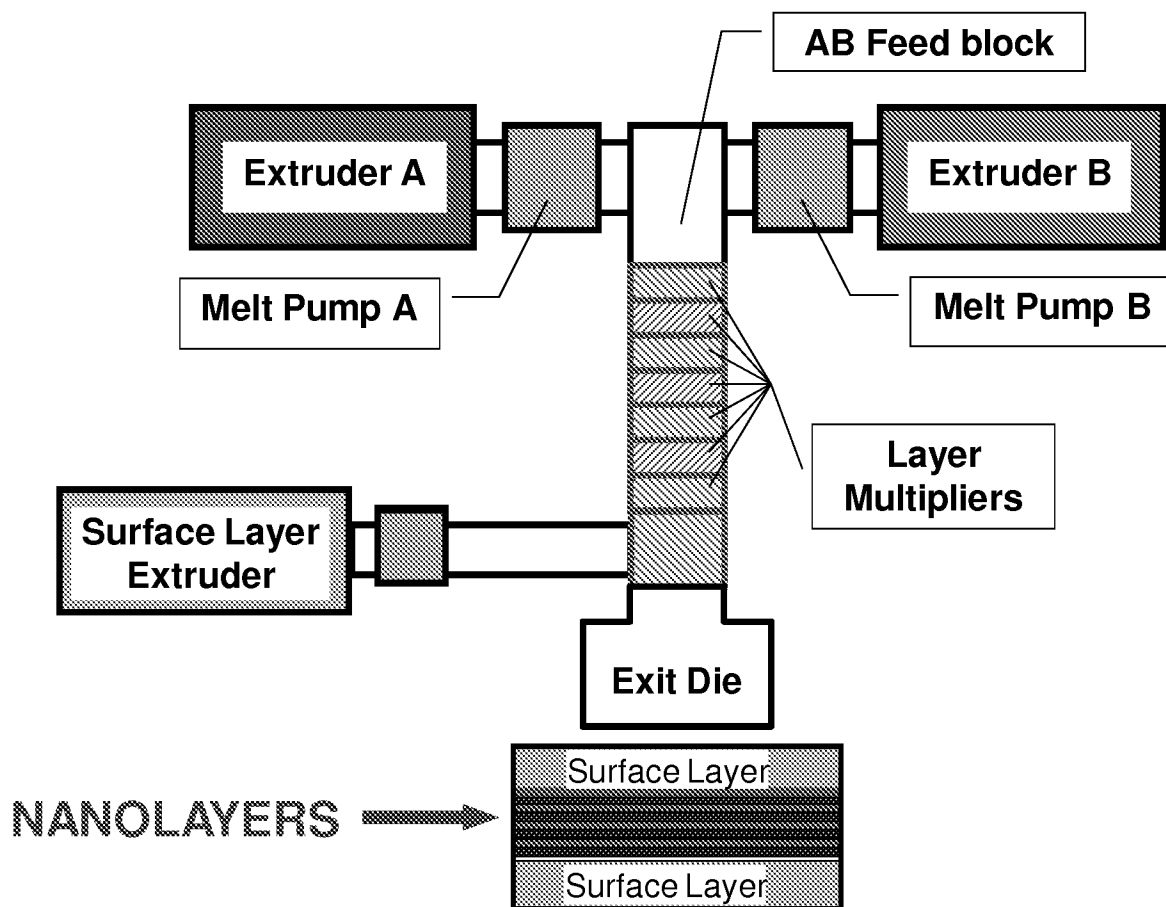 AB Feed block
Extruder A
Extruder B
Melt Pump A
Melt Pump B
Layer
Multipliers
Surface Layer
Extruder
Exit Die
Surface Layer
NANOLAYERS
Surface Layer